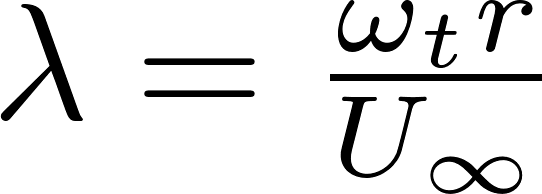 λ = ω_t r / U_∞